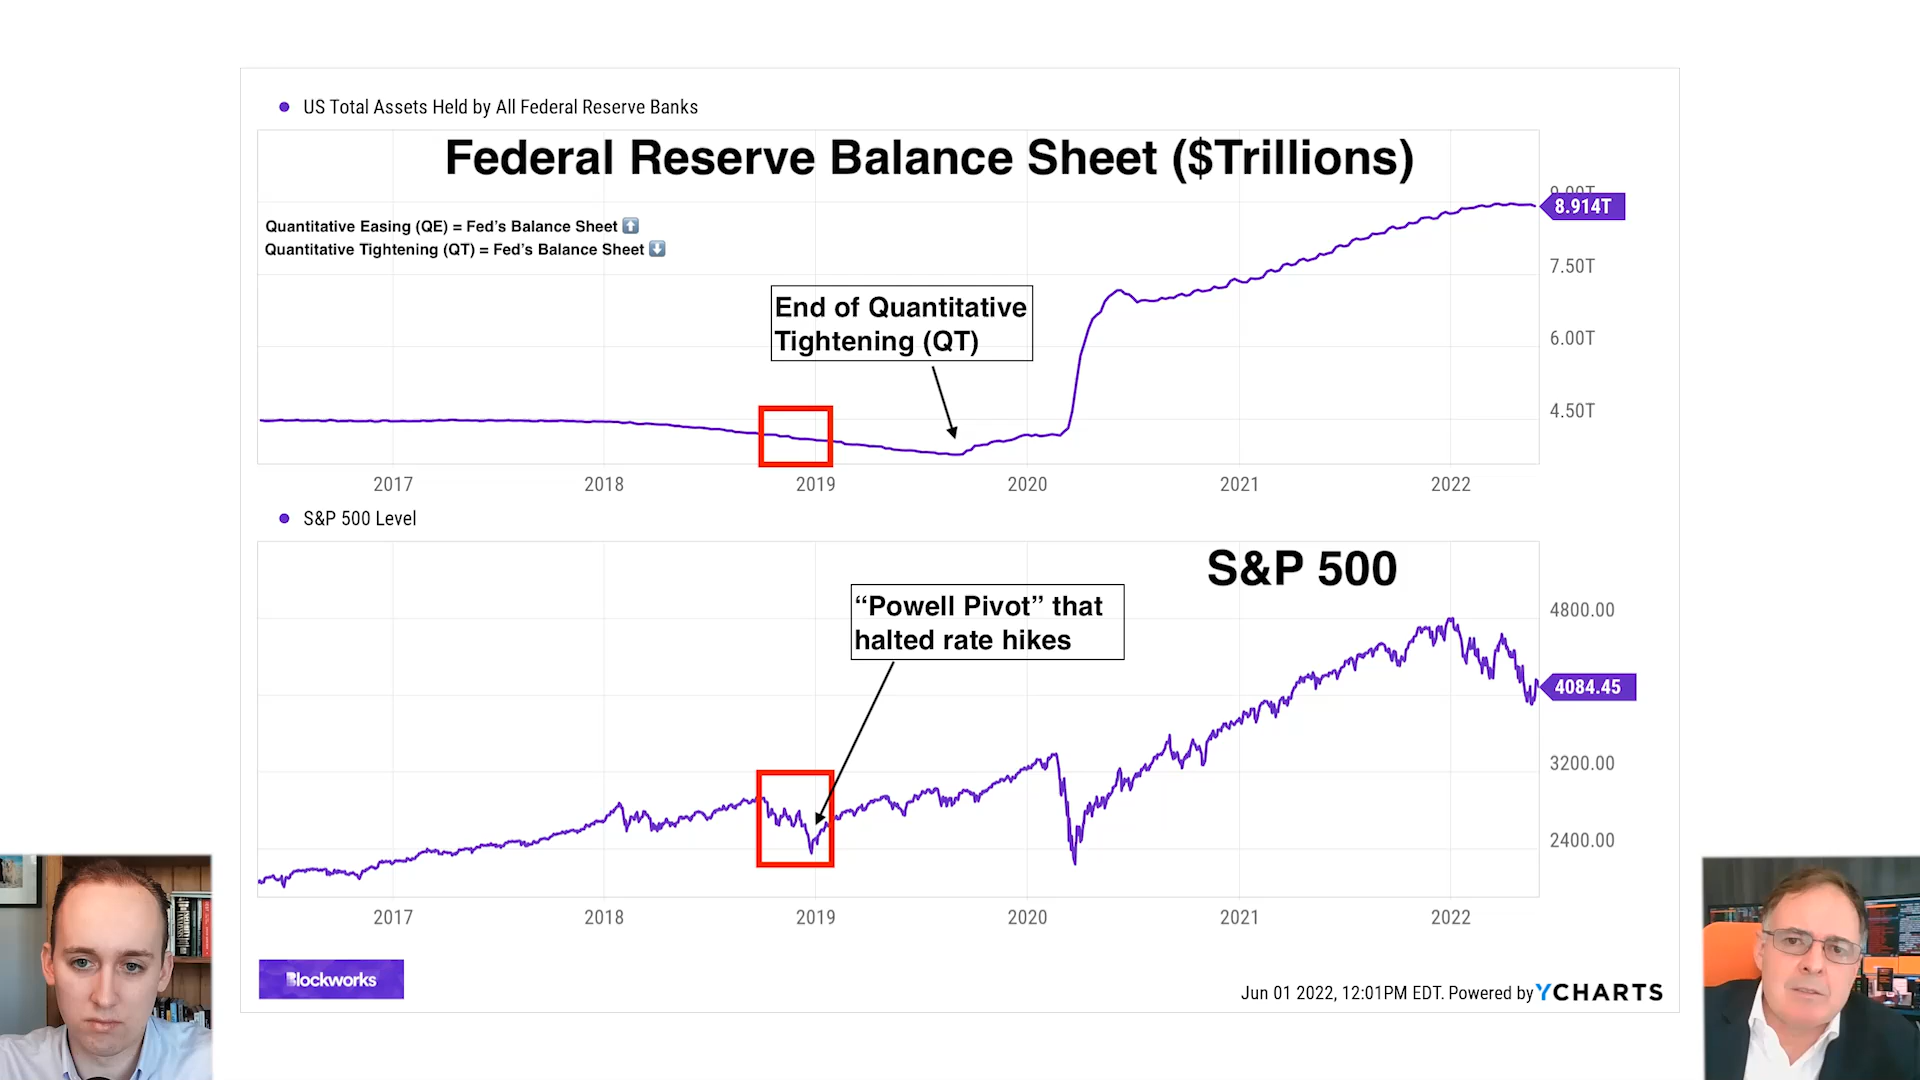 US Total Assets Held by All Federal Reserve Banks
Federal Reserve Balance Sheet ($Trillions)
9.00T
8.914T
Quantitative Easing (QE) = Fed's Balance Sheet ⬆️
Quantitative Tightening (QT) = Fed's Balance Sheet ⬇️
7.50T
End of Quantitative
Tightening (QT)
6.00T
4.50T
2017 2018 2019 2020 2021 2022
S&P 500 Level
S&P 500
“Powell Pivot” that
halted rate hikes
4800.00
4084.45
3200.00
2400.00
2017 2018 2019 2020 2021 2022
Blockworks
Jun 01 2022, 12:01PM EDT. Powered by YCHARTS